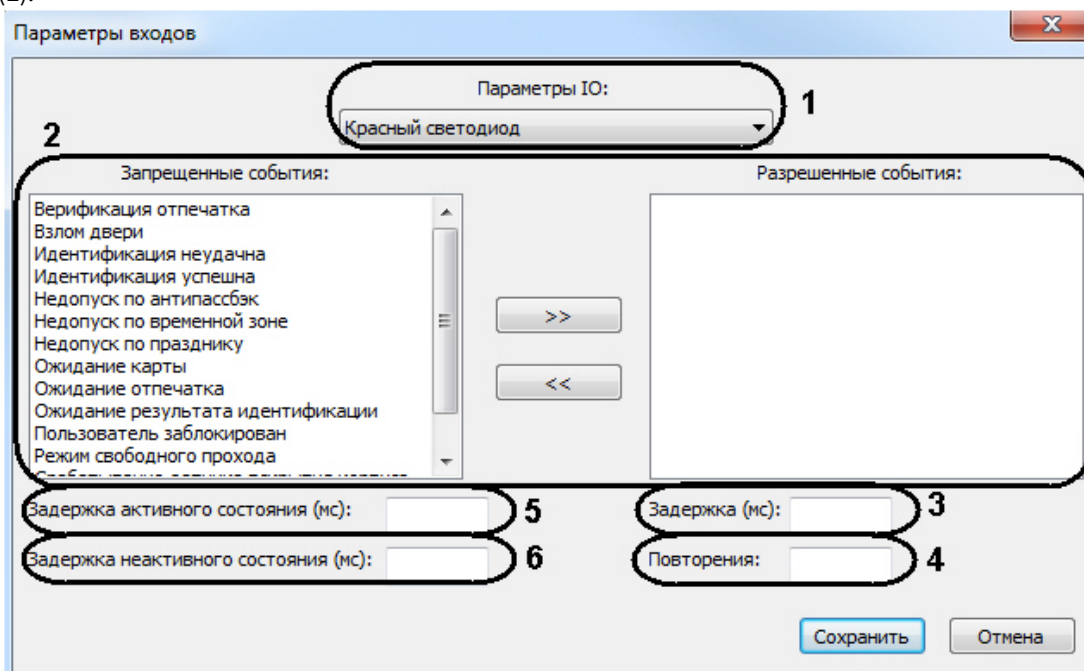 (2).
Параметры входов
Параметры IO:
1
Красный светодиод
2
Запрещенные события:
Разрешенные события:
Верификация отпечатка
Взлом двери
Идентификация неудачна
Идентификация успешна
Недопуск по антипассбэк
Недопуск по временной зоне
Недопуск по празднику
Ожидание карты
Ожидание отпечатка
Ожидание результата идентификации
Пользователь заблокирован
Режим свободного прохода
>>
<<
Задержка активного состояния (мс):
5
Задержка (мс):
3
Задержка неактивного состояния (мс):
6
Повторения:
4
Сохранить
Отмена